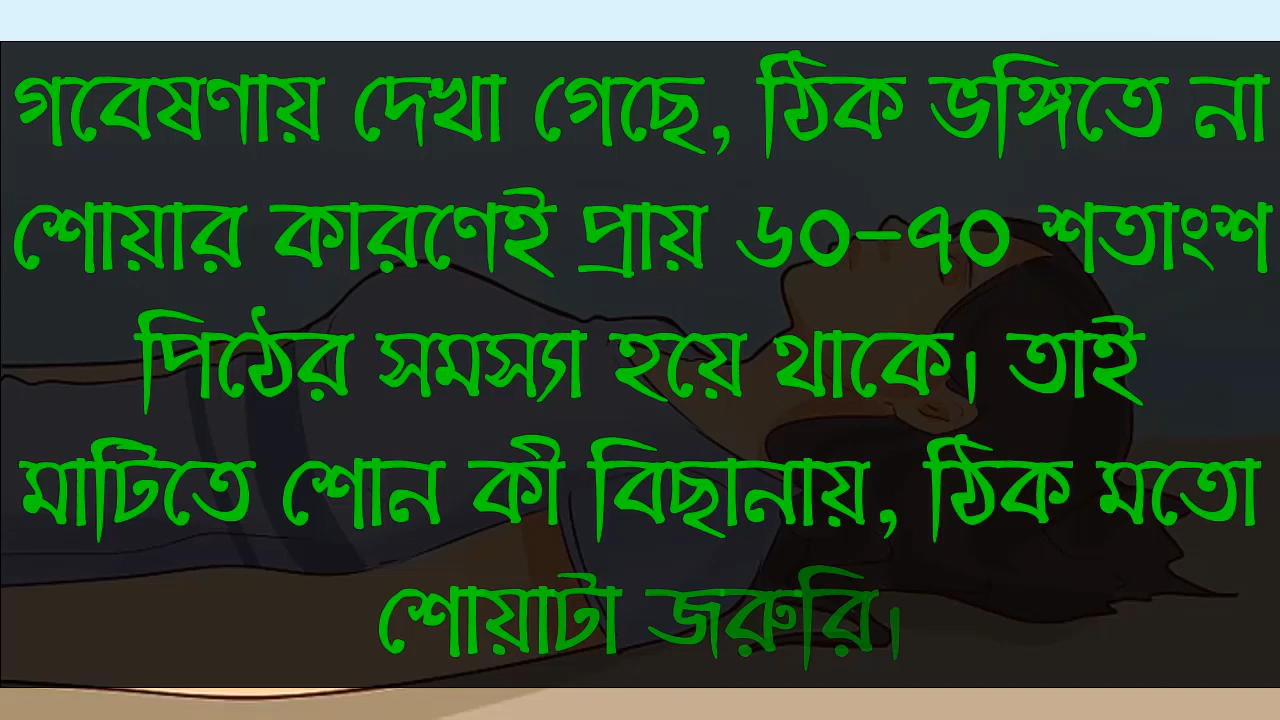 গবেষণায় দেখা গেছে, ঠিক ভঙ্গিতে না
শোয়ার কারণেই প্রায় ৬০-৭০ শতাংশ
পিঠের সমস্যা হয়ে থাকে। তাই
মাটিতে শোন কী বিছানায়, ঠিক মতো
শোয়াটা জরুরি।